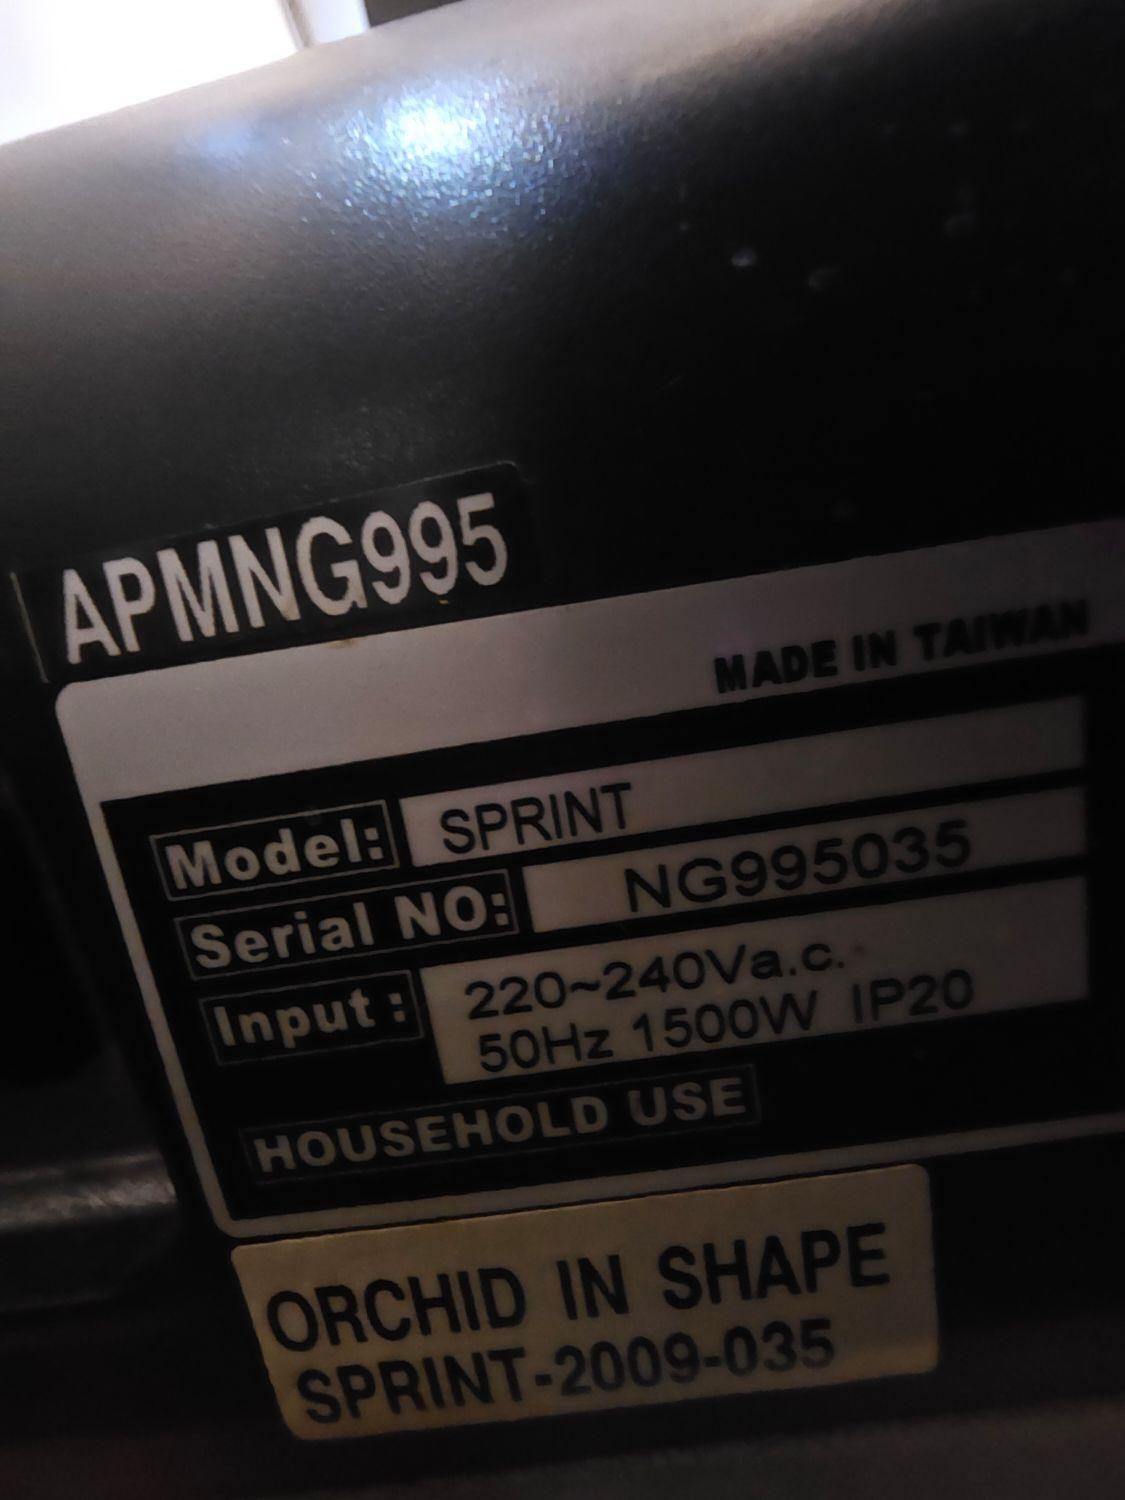 APMNG995
MADE IN TAIWAN
Model: SPRINT
Serial NO: NG995035
Input : 220~240Va.c.
50Hz 1500W IP20
HOUSEHOLD USE
ORCHID IN SHAPE
SPRINT-2009-035